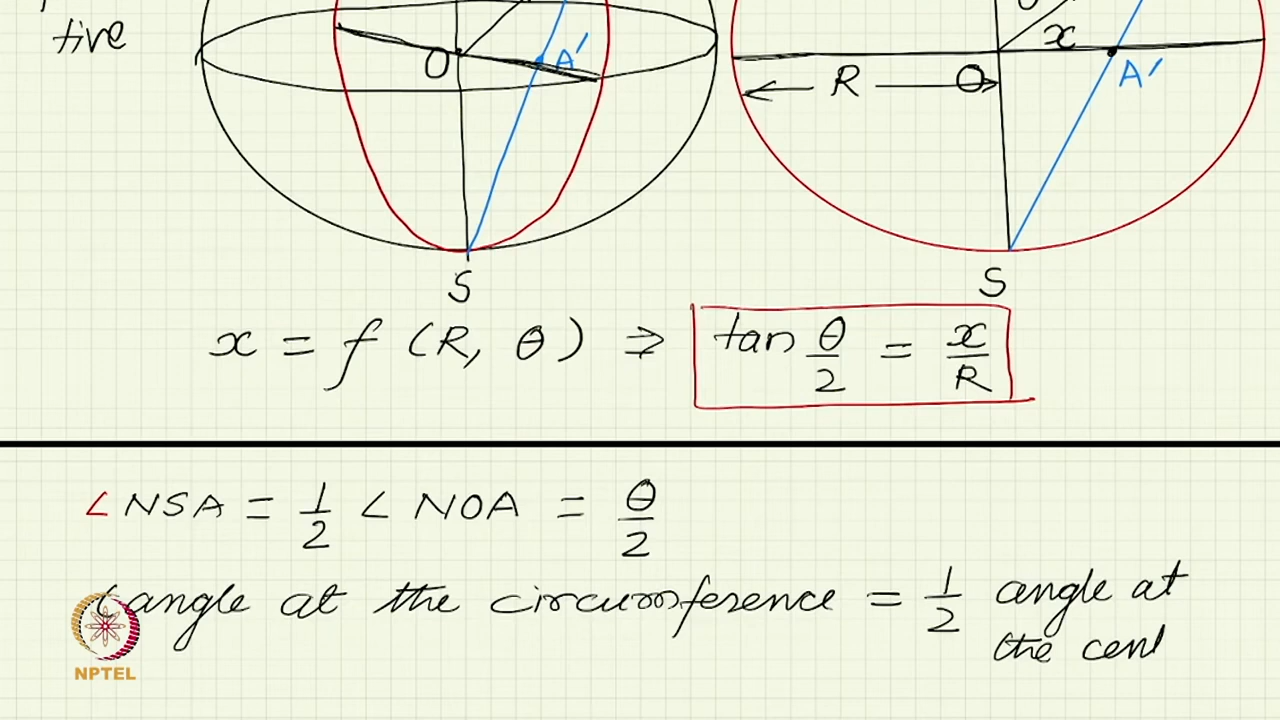 tive
O A' x
R O A'
S S
x = f (R, θ) ⇒ tan θ/2 = x/R
∠NSA = 1/2 ∠ NOA = θ/2
(angle at the circumference = 1/2 angle at
the cent
NPTEL